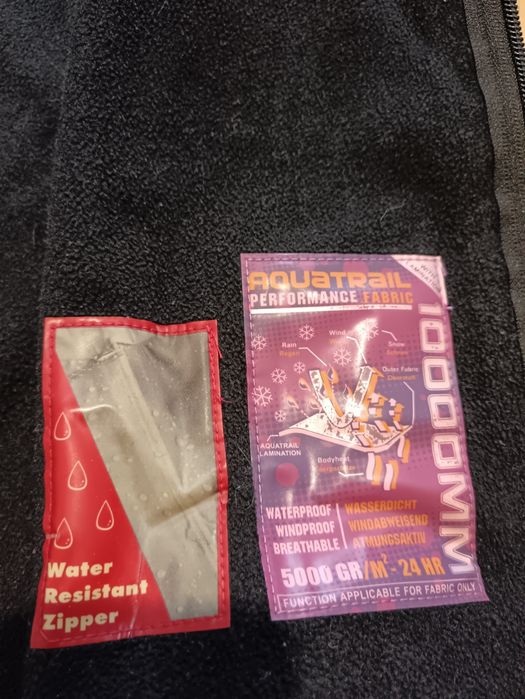 AQUATRAIL
PERFORMANCE FABRIC
10000MM
Rain
Regen
Wind
Snow
Schnee
Outer Fabric
Oberstoff
AQUATRAIL
LAMINATION
Bodyheat
WATERPROOF
WINDPROOF
BREATHABLE
WASSERDICHT
WINDABWEISEND
ATMUNGSAKTIV
5000 GR/M²- 24 HR
FUNCTION APPLICABLE FOR FABRIC ONLY
Water
Resistant
Zipper